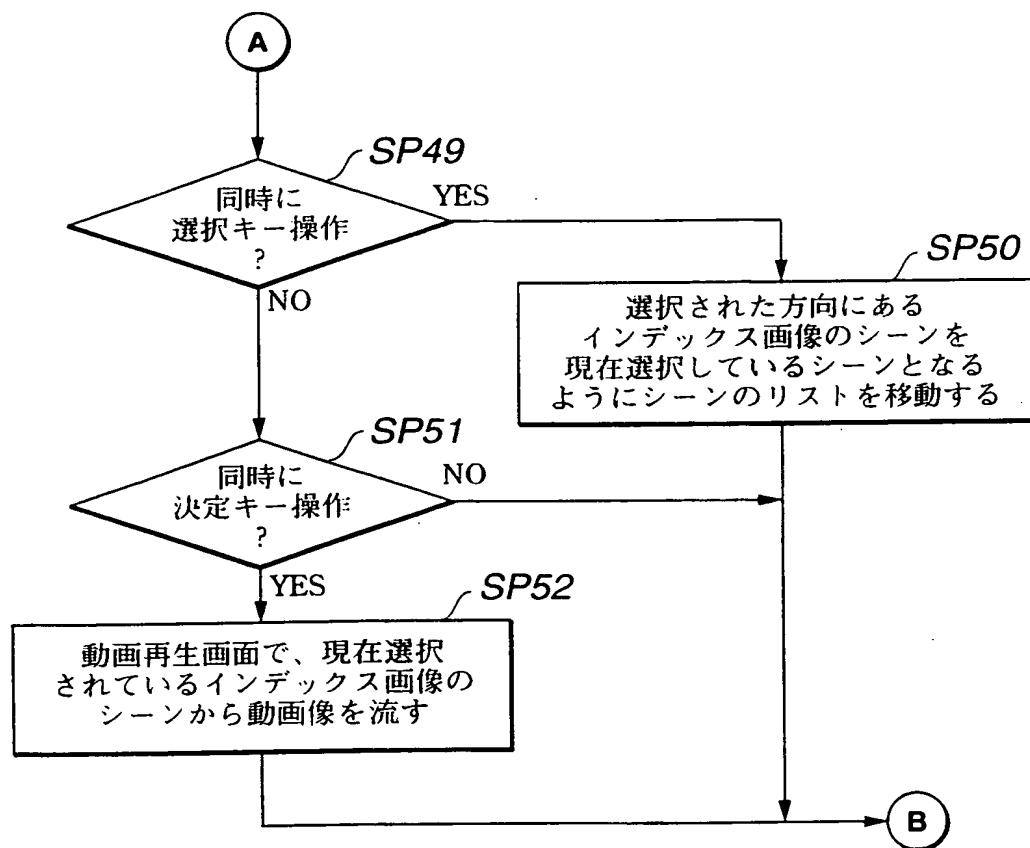 A
SP49
同時に
選択キー操作
?
YES
NO
SP50
選択された方向にある
インデックス画像のシーンを
現在選択しているシーンとなる
ようにシーンのリストを移動する
SP51
同時に
決定キー操作
?
NO
YES
SP52
動画再生画面で、現在選択
されているインデックス画像の
シーンから動画像を流す
B